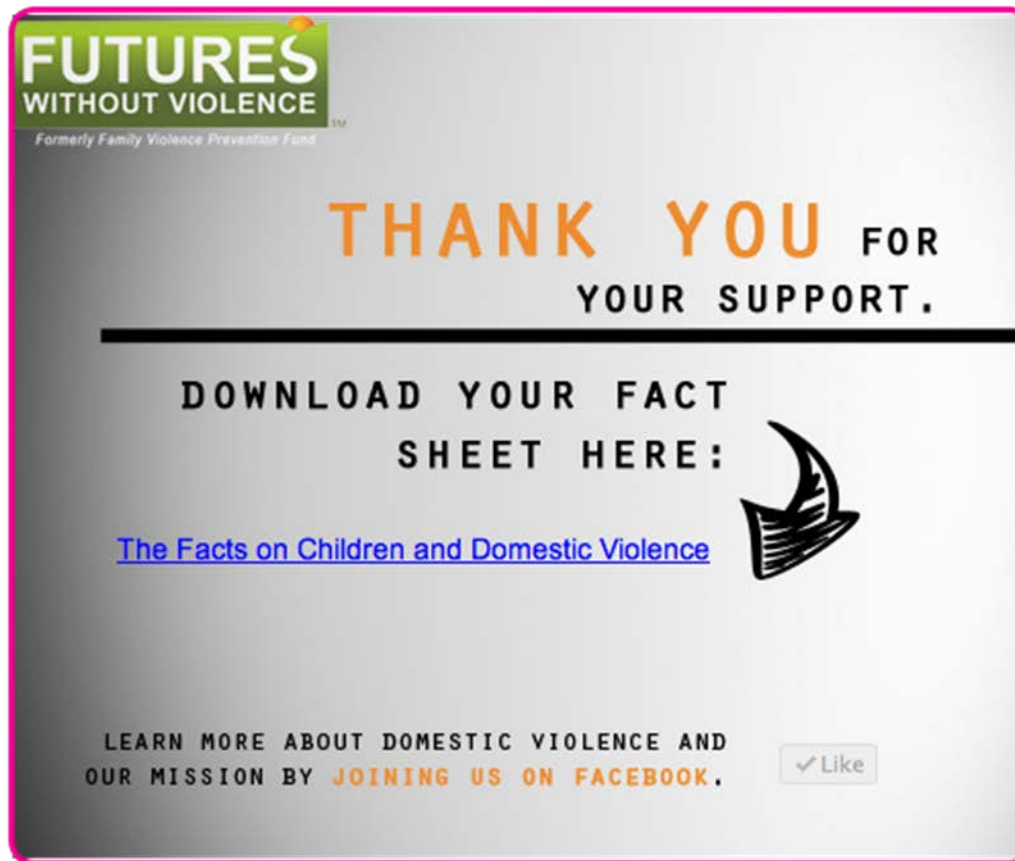 FUTURES
WITHOUT VIOLENCE
TM
Formerly Family Violence Prevention Fund
THANK YOU FOR
YOUR SUPPORT.
DOWNLOAD YOUR FACT
SHEET HERE:
The Facts on Children and Domestic Violence
LEARN MORE ABOUT DOMESTIC VIOLENCE AND
OUR MISSION BY JOINING US ON FACEBOOK.
Like